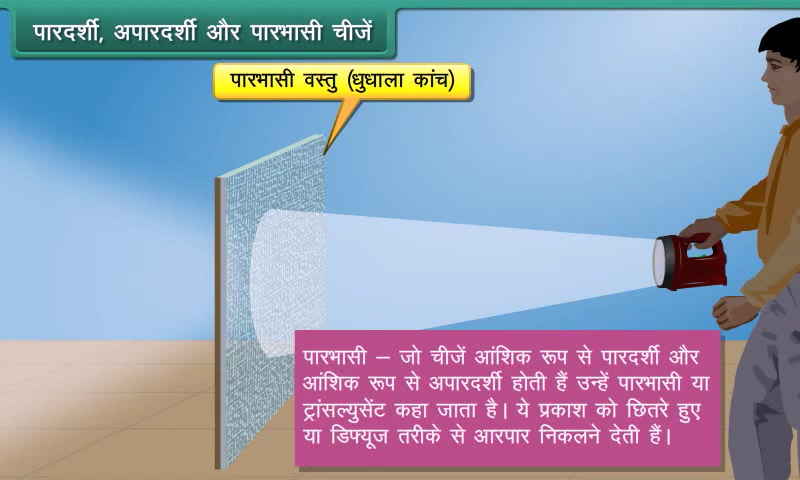 पारदर्शी, अपारदर्शी और पारभासी चीजें
पारभासी वस्तु (धुधाला कांच)
पारभासी – जो चीजें आंशिक रूप से पारदर्शी और
आंशिक रूप से अपारदर्शी होती हैं उन्हें पारभासी या
ट्रांसल्युसेंट कहा जाता है। ये प्रकाश को छितरे हुए
या डिफ्यूज तरीके से आरपार निकलने देती हैं।